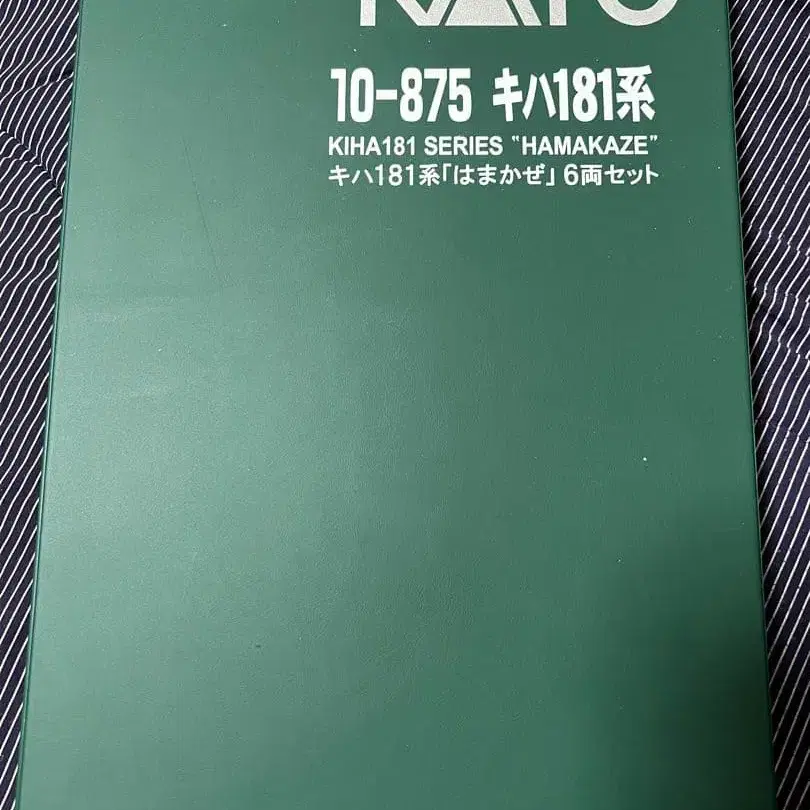 KATO
10-875 キハ181系
KIHA181 SERIES "HAMAKAZE"
キハ181系「はまかぜ」6両セット